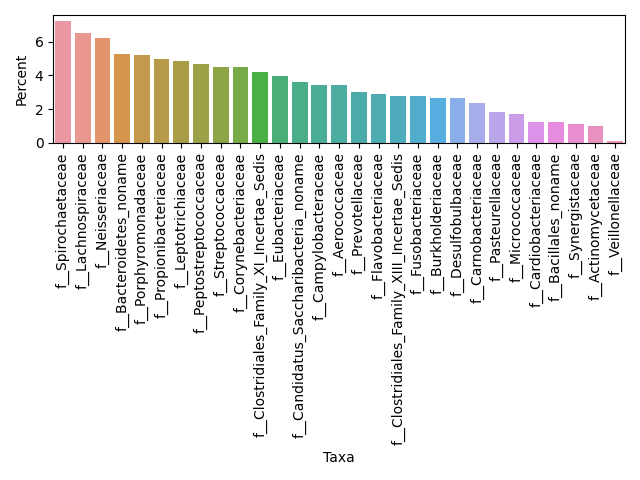 Percent
6
4
2
0
f__Spirochaetaceae
f__Lachnospiraceae
f__Neisseriaceae
f__Bacteroidetes_noname
f__Porphyromonadaceae
f__Propionibacteriaceae
f__Leptotrichiaceae
f__Peptostreptococcaceae
f__Streptococcaceae
f__Corynebacteriaceae
f__Clostridiales_Family_XI_Incertae_Sedis
f__Eubacteriaceae
f__Candidatus_Saccharibacteria_noname
f__Campylobacteraceae
f__Aerococcaceae
f__Prevotellaceae
f__Flavobacteriaceae
f__Clostridiales_Family_XIII_Incertae_Sedis
f__Fusobacteriaceae
f__Burkholderiaceae
f__Desulfobulbaceae
f__Carnobacteriaceae
f__Pasteurellaceae
f__Micrococcaceae
f__Cardiobacteriaceae
f__Bacillales_noname
f__Synergistaceae
f__Actinomycetaceae
f__Veillonellaceae
Taxa